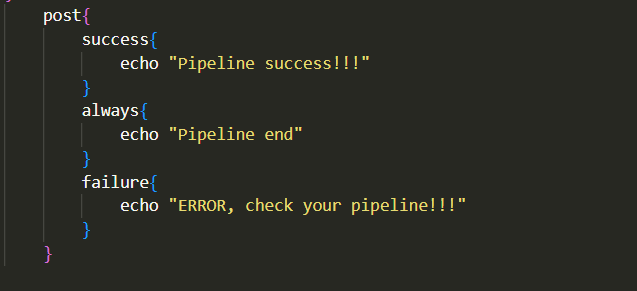 post{
success{
echo "Pipeline success!!!"
}
always{
echo "Pipeline end"
}
failure{
echo "ERROR, check your pipeline!!!"
}
}